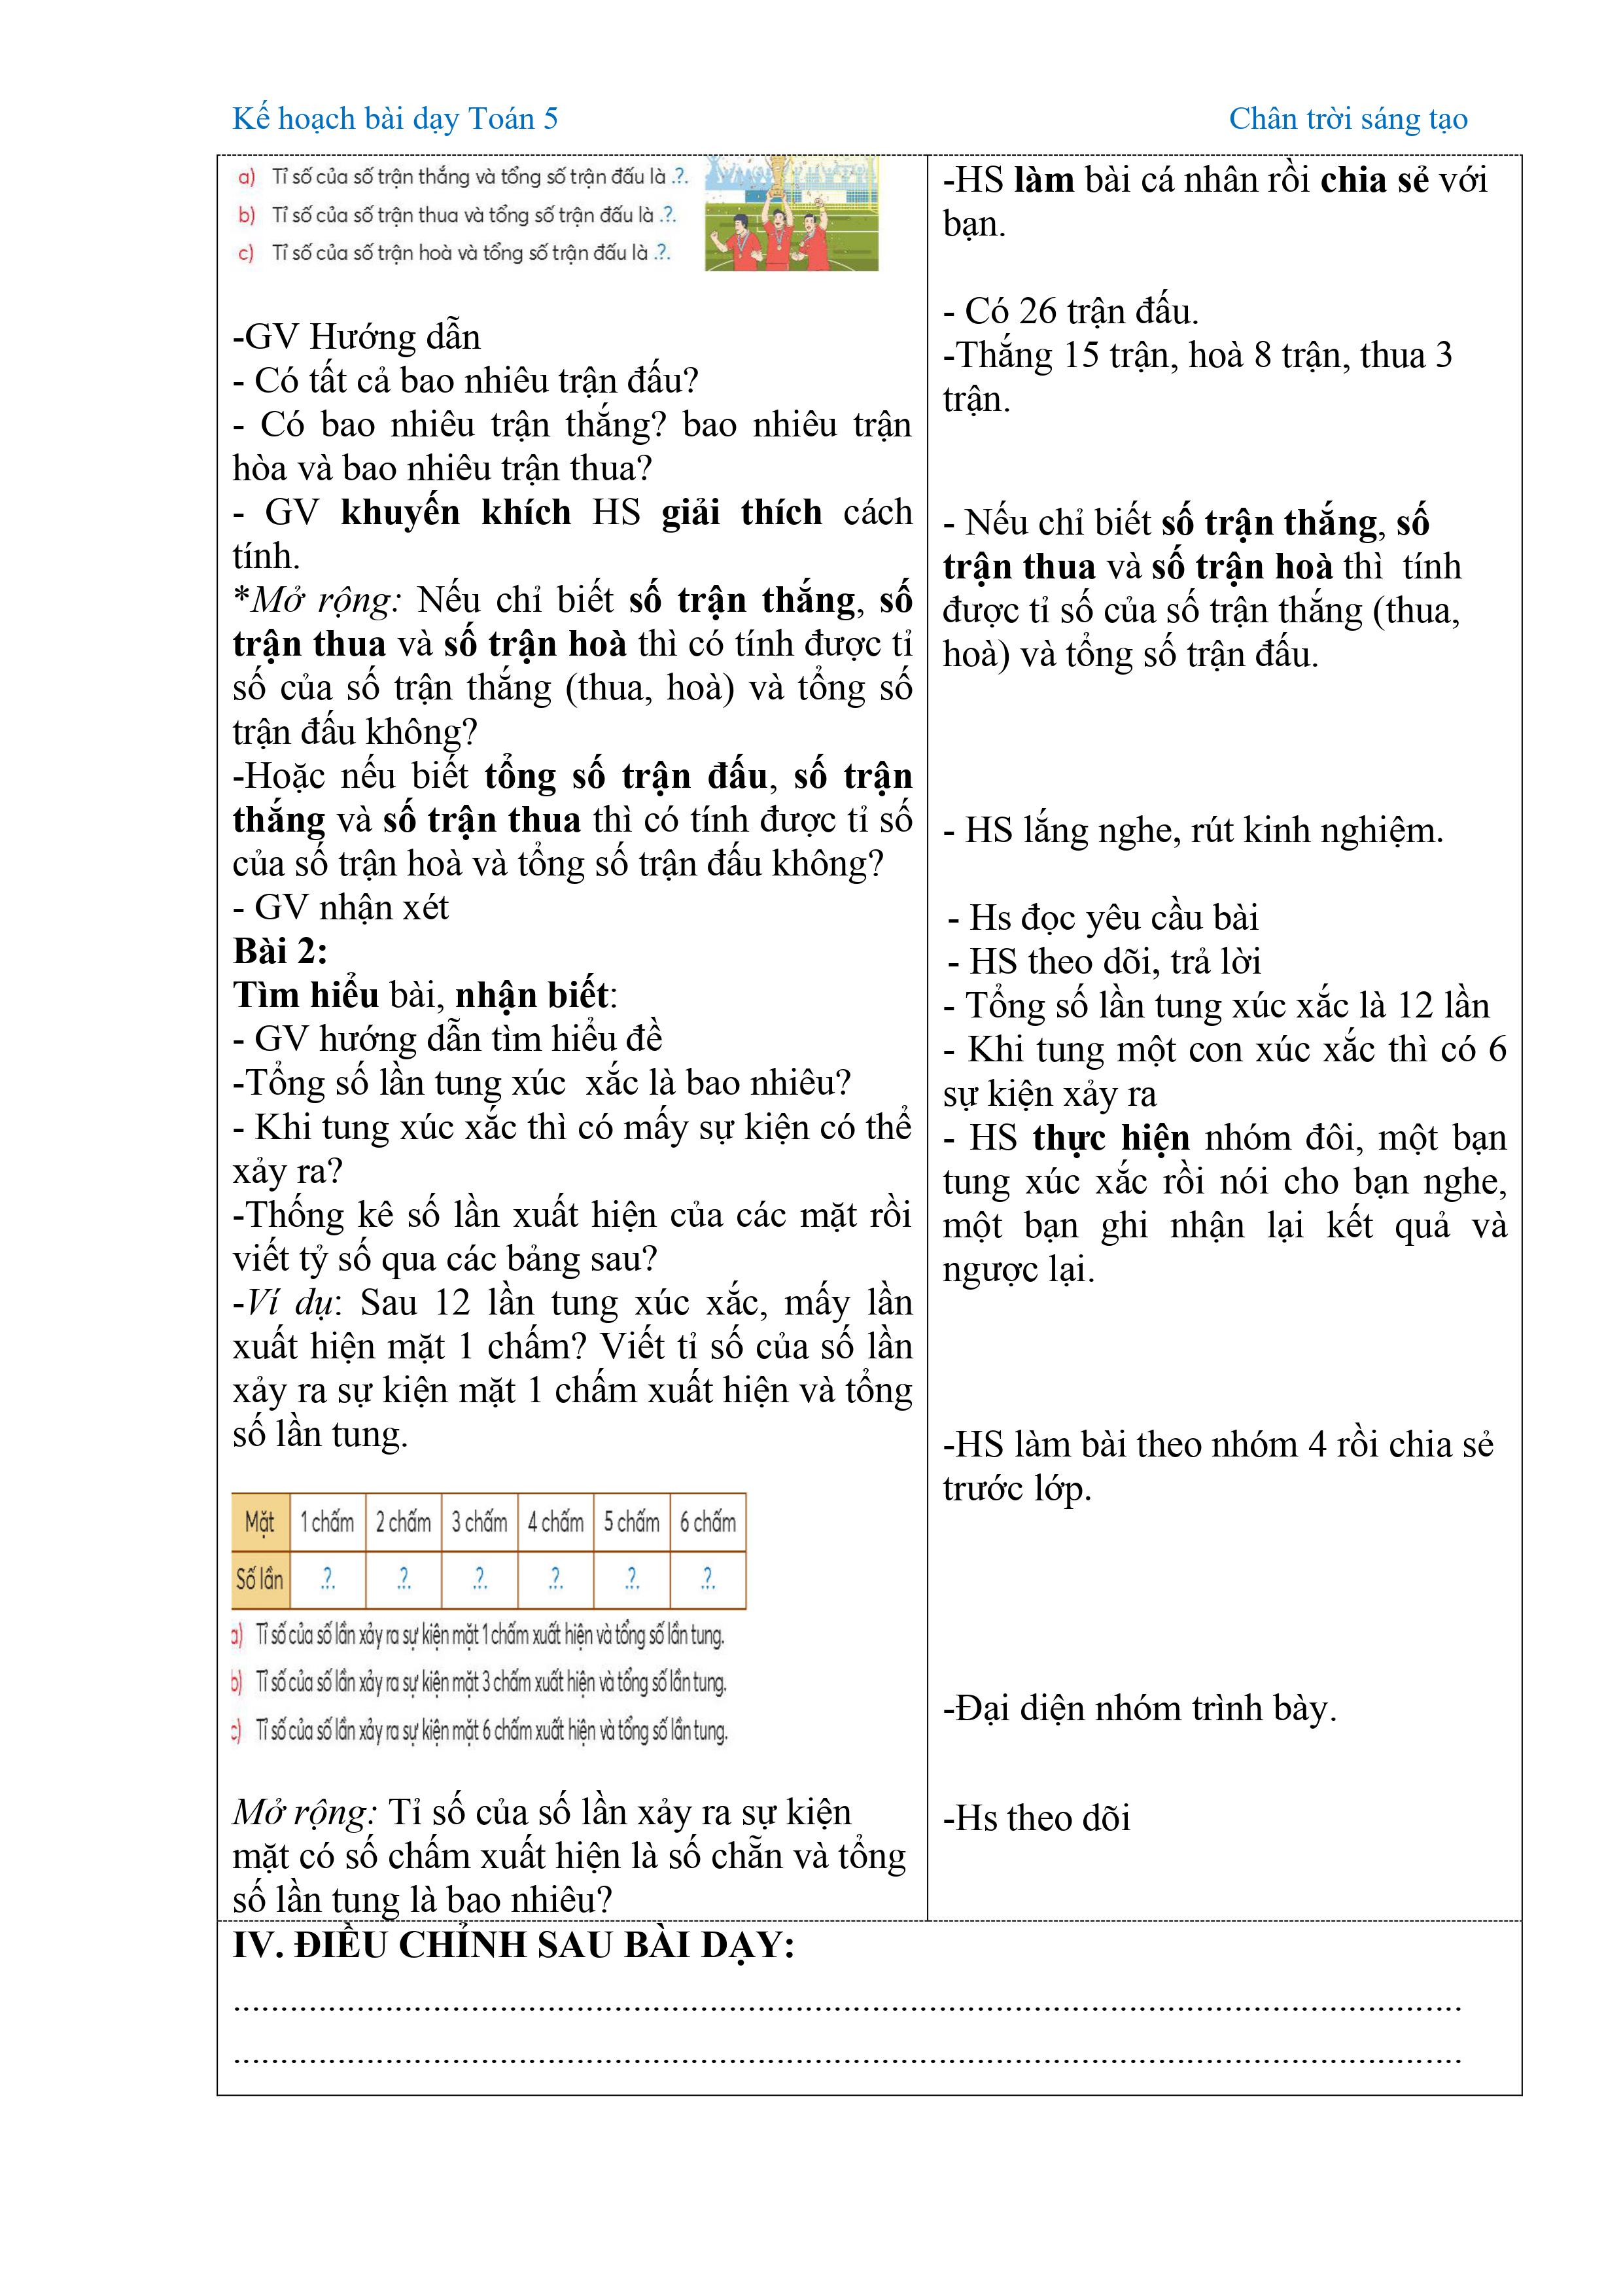 Kế hoạch bài dạy Toán 5
Chân trời sáng tạo
a) Tỉ số của số trận thắng và tổng số trận đấu là .?.
b) Tỉ số của số trận thua và tổng số trận đấu là .?.
c) Tỉ số của số trận hoà và tổng số trận đấu là .?.
-GV Hướng dẫn
- Có tất cả bao nhiêu trận đấu?
- Có bao nhiêu trận thắng? bao nhiêu trận
hòa và bao nhiêu trận thua?
- GV khuyến khích HS giải thích cách
tính.
*Mở rộng: Nếu chỉ biết số trận thắng, số
trận thua và số trận hoà thì có tính được tỉ
số của số trận thắng (thua, hoà) và tổng số
trận đấu không?
-Hoặc nếu biết tổng số trận đấu, số trận
thắng và số trận thua thì có tính được tỉ số
của số trận hoà và tổng số trận đấu không?
- GV nhận xét
Bài 2:
Tìm hiểu bài, nhận biết:
- GV hướng dẫn tìm hiểu đề
-Tổng số lần tung xúc  xắc là bao nhiêu?
- Khi tung xúc xắc thì có mấy sự kiện có thể
xảy ra?
-Thống kê số lần xuất hiện của các mặt rồi
viết tỷ số qua các bảng sau?
-Ví dụ: Sau 12 lần tung xúc xắc, mấy lần
xuất hiện mặt 1 chấm? Viết tỉ số của số lần
xảy ra sự kiện mặt 1 chấm xuất hiện và tổng
số lần tung.
Mặt 1 chấm 2 chấm 3 chấm 4 chấm 5 chấm 6 chấm
Số lần .?. .?. .?. .?. .?. .?.
a) Tỉ số của số lần xảy ra sự kiện mặt 1 chấm xuất hiện và tổng số lần tung.
b) Tỉ số của số lần xảy ra sự kiện mặt 3 chấm xuất hiện và tổng số lần tung.
c) Tỉ số của số lần xảy ra sự kiện mặt 6 chấm xuất hiện và tổng số lần tung.
Mở rộng: Tỉ số của số lần xảy ra sự kiện
mặt có số chấm xuất hiện là số chẵn và tổng
số lần tung là bao nhiêu?
-HS làm bài cá nhân rồi chia sẻ với
bạn.
- Có 26 trận đấu.
-Thắng 15 trận, hoà 8 trận, thua 3
trận.
- Nếu chỉ biết số trận thắng, số
trận thua và số trận hoà thì  tính
được tỉ số của số trận thắng (thua,
hoà) và tổng số trận đấu.
- HS lắng nghe, rút kinh nghiệm.
- Hs đọc yêu cầu bài
- HS theo dõi, trả lời
- Tổng số lần tung xúc xắc là 12 lần
- Khi tung một con xúc xắc thì có 6
sự kiện xảy ra
- HS thực hiện nhóm đôi, một bạn
tung xúc xắc rồi nói cho bạn nghe,
một bạn ghi nhận lại kết quả và
ngược lại.
-HS làm bài theo nhóm 4 rồi chia sẻ
trước lớp.
-Đại diện nhóm trình bày.
-Hs theo dõi
IV. ĐIỀU CHỈNH SAU BÀI DẠY: